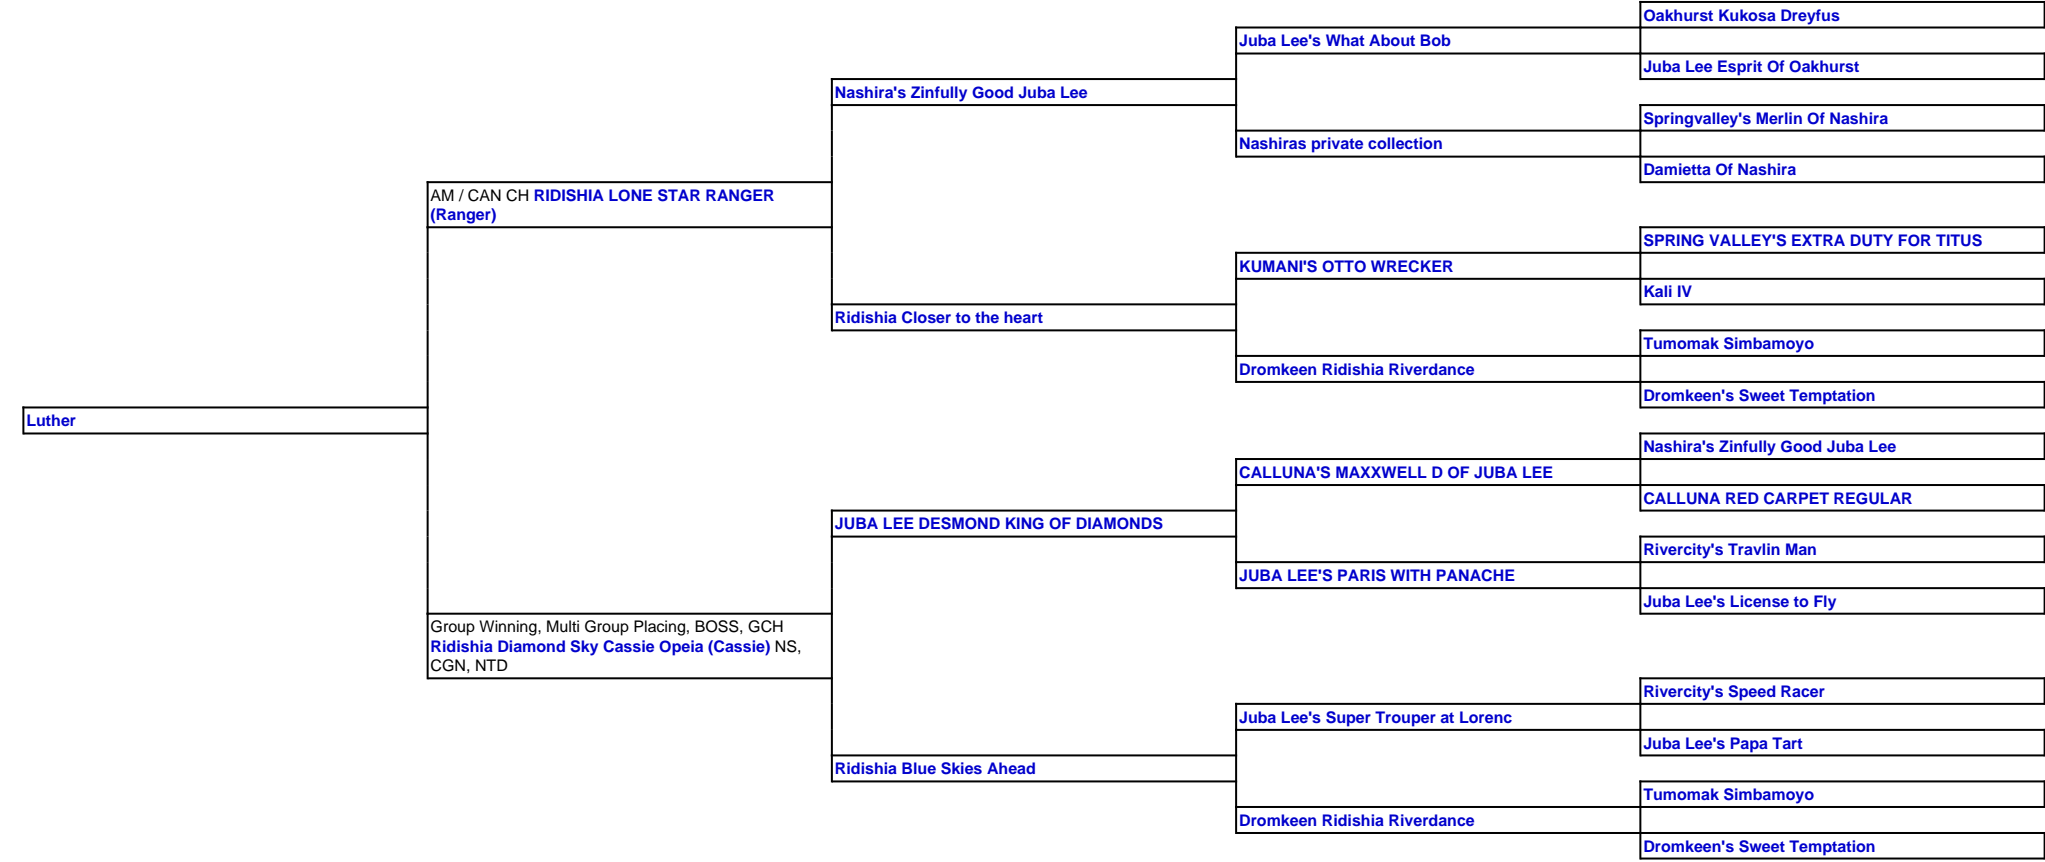 Oakhurst Kukosa Dreyfus
Juba Lee's What About Bob
Juba Lee Esprit Of Oakhurst
Nashira's Zinfully Good Juba Lee
Springvalley's Merlin Of Nashira
Nashiras private collection
Damietta Of Nashira
AM / CAN CH RIDISHIA LONE STAR RANGER
(Ranger)
SPRING VALLEY'S EXTRA DUTY FOR TITUS
KUMANI'S OTTO WRECKER
Kali IV
Ridishia Closer to the heart
Tumomak Simbamoyo
Dromkeen Ridishia Riverdance
Dromkeen's Sweet Temptation
Luther
Nashira's Zinfully Good Juba Lee
CALLUNA'S MAXXWELL D OF JUBA LEE
CALLUNA RED CARPET REGULAR
JUBA LEE DESMOND KING OF DIAMONDS
Rivercity's Travlin Man
JUBA LEE'S PARIS WITH PANACHE
Juba Lee's License to Fly
Group Winning, Multi Group Placing, BOSS, GCH
Ridishia Diamond Sky Cassie Opeia (Cassie) NS,
CGN, NTD
Rivercity's Speed Racer
Juba Lee's Super Trouper at Lorenc
Juba Lee's Papa Tart
Ridishia Blue Skies Ahead
Tumomak Simbamoyo
Dromkeen Ridishia Riverdance
Dromkeen's Sweet Temptation